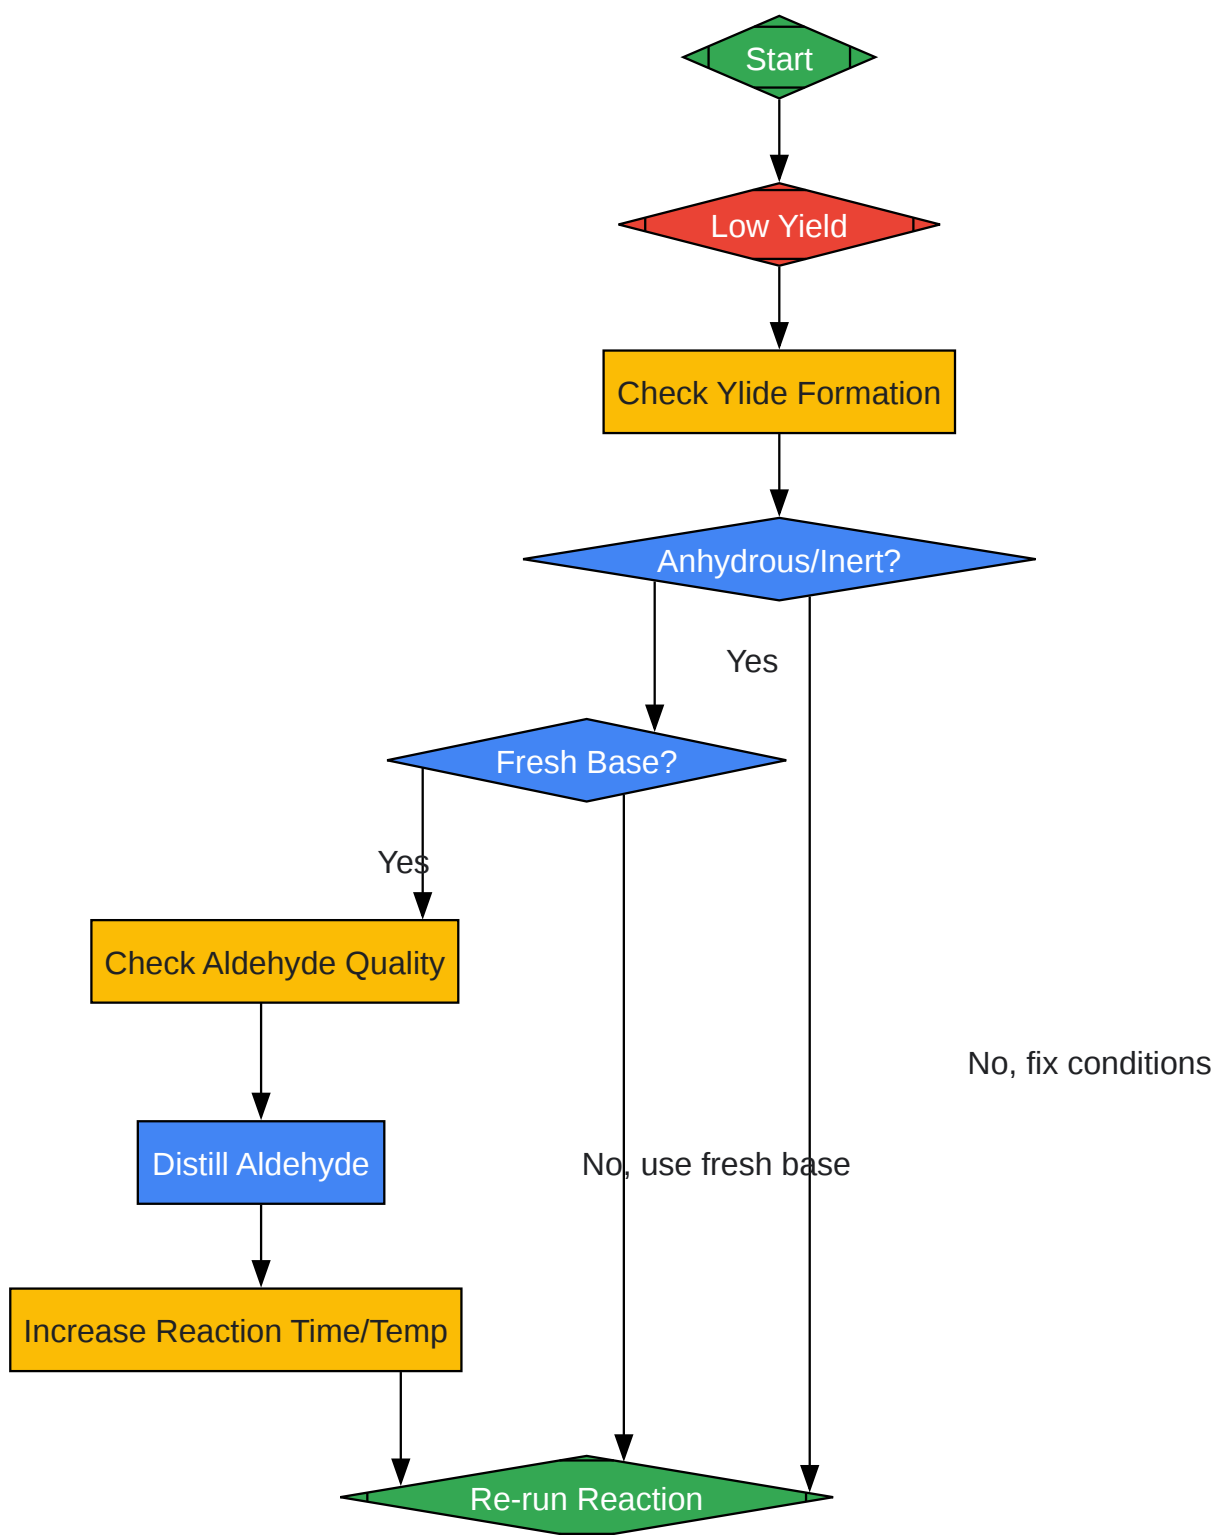 Start
Low Yield
Check Ylide Formation
Anhydrous/Inert?
Yes
Fresh Base?
Yes
Check Aldehyde Quality
No, fix conditions
Distill Aldehyde
No, use fresh base
Increase Reaction Time/Temp
Re-run Reaction